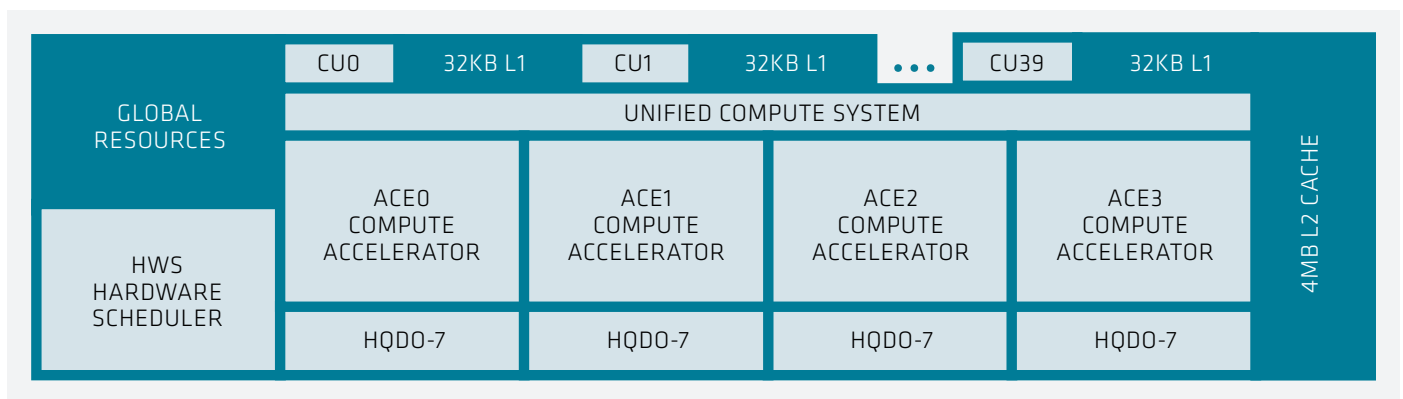 CU0 32KB L1 CU1 32KB L1 ... CU39 32KB L1
GLOBAL
RESOURCES
UNIFIED COMPUTE SYSTEM
ACE0
COMPUTE
ACCELERATOR
ACE1
COMPUTE
ACCELERATOR
ACE2
COMPUTE
ACCELERATOR
ACE3
COMPUTE
ACCELERATOR
4MB L2 CACHE
HWS
HARDWARE
SCHEDULER
HQD0-7
HQD0-7
HQD0-7
HQD0-7